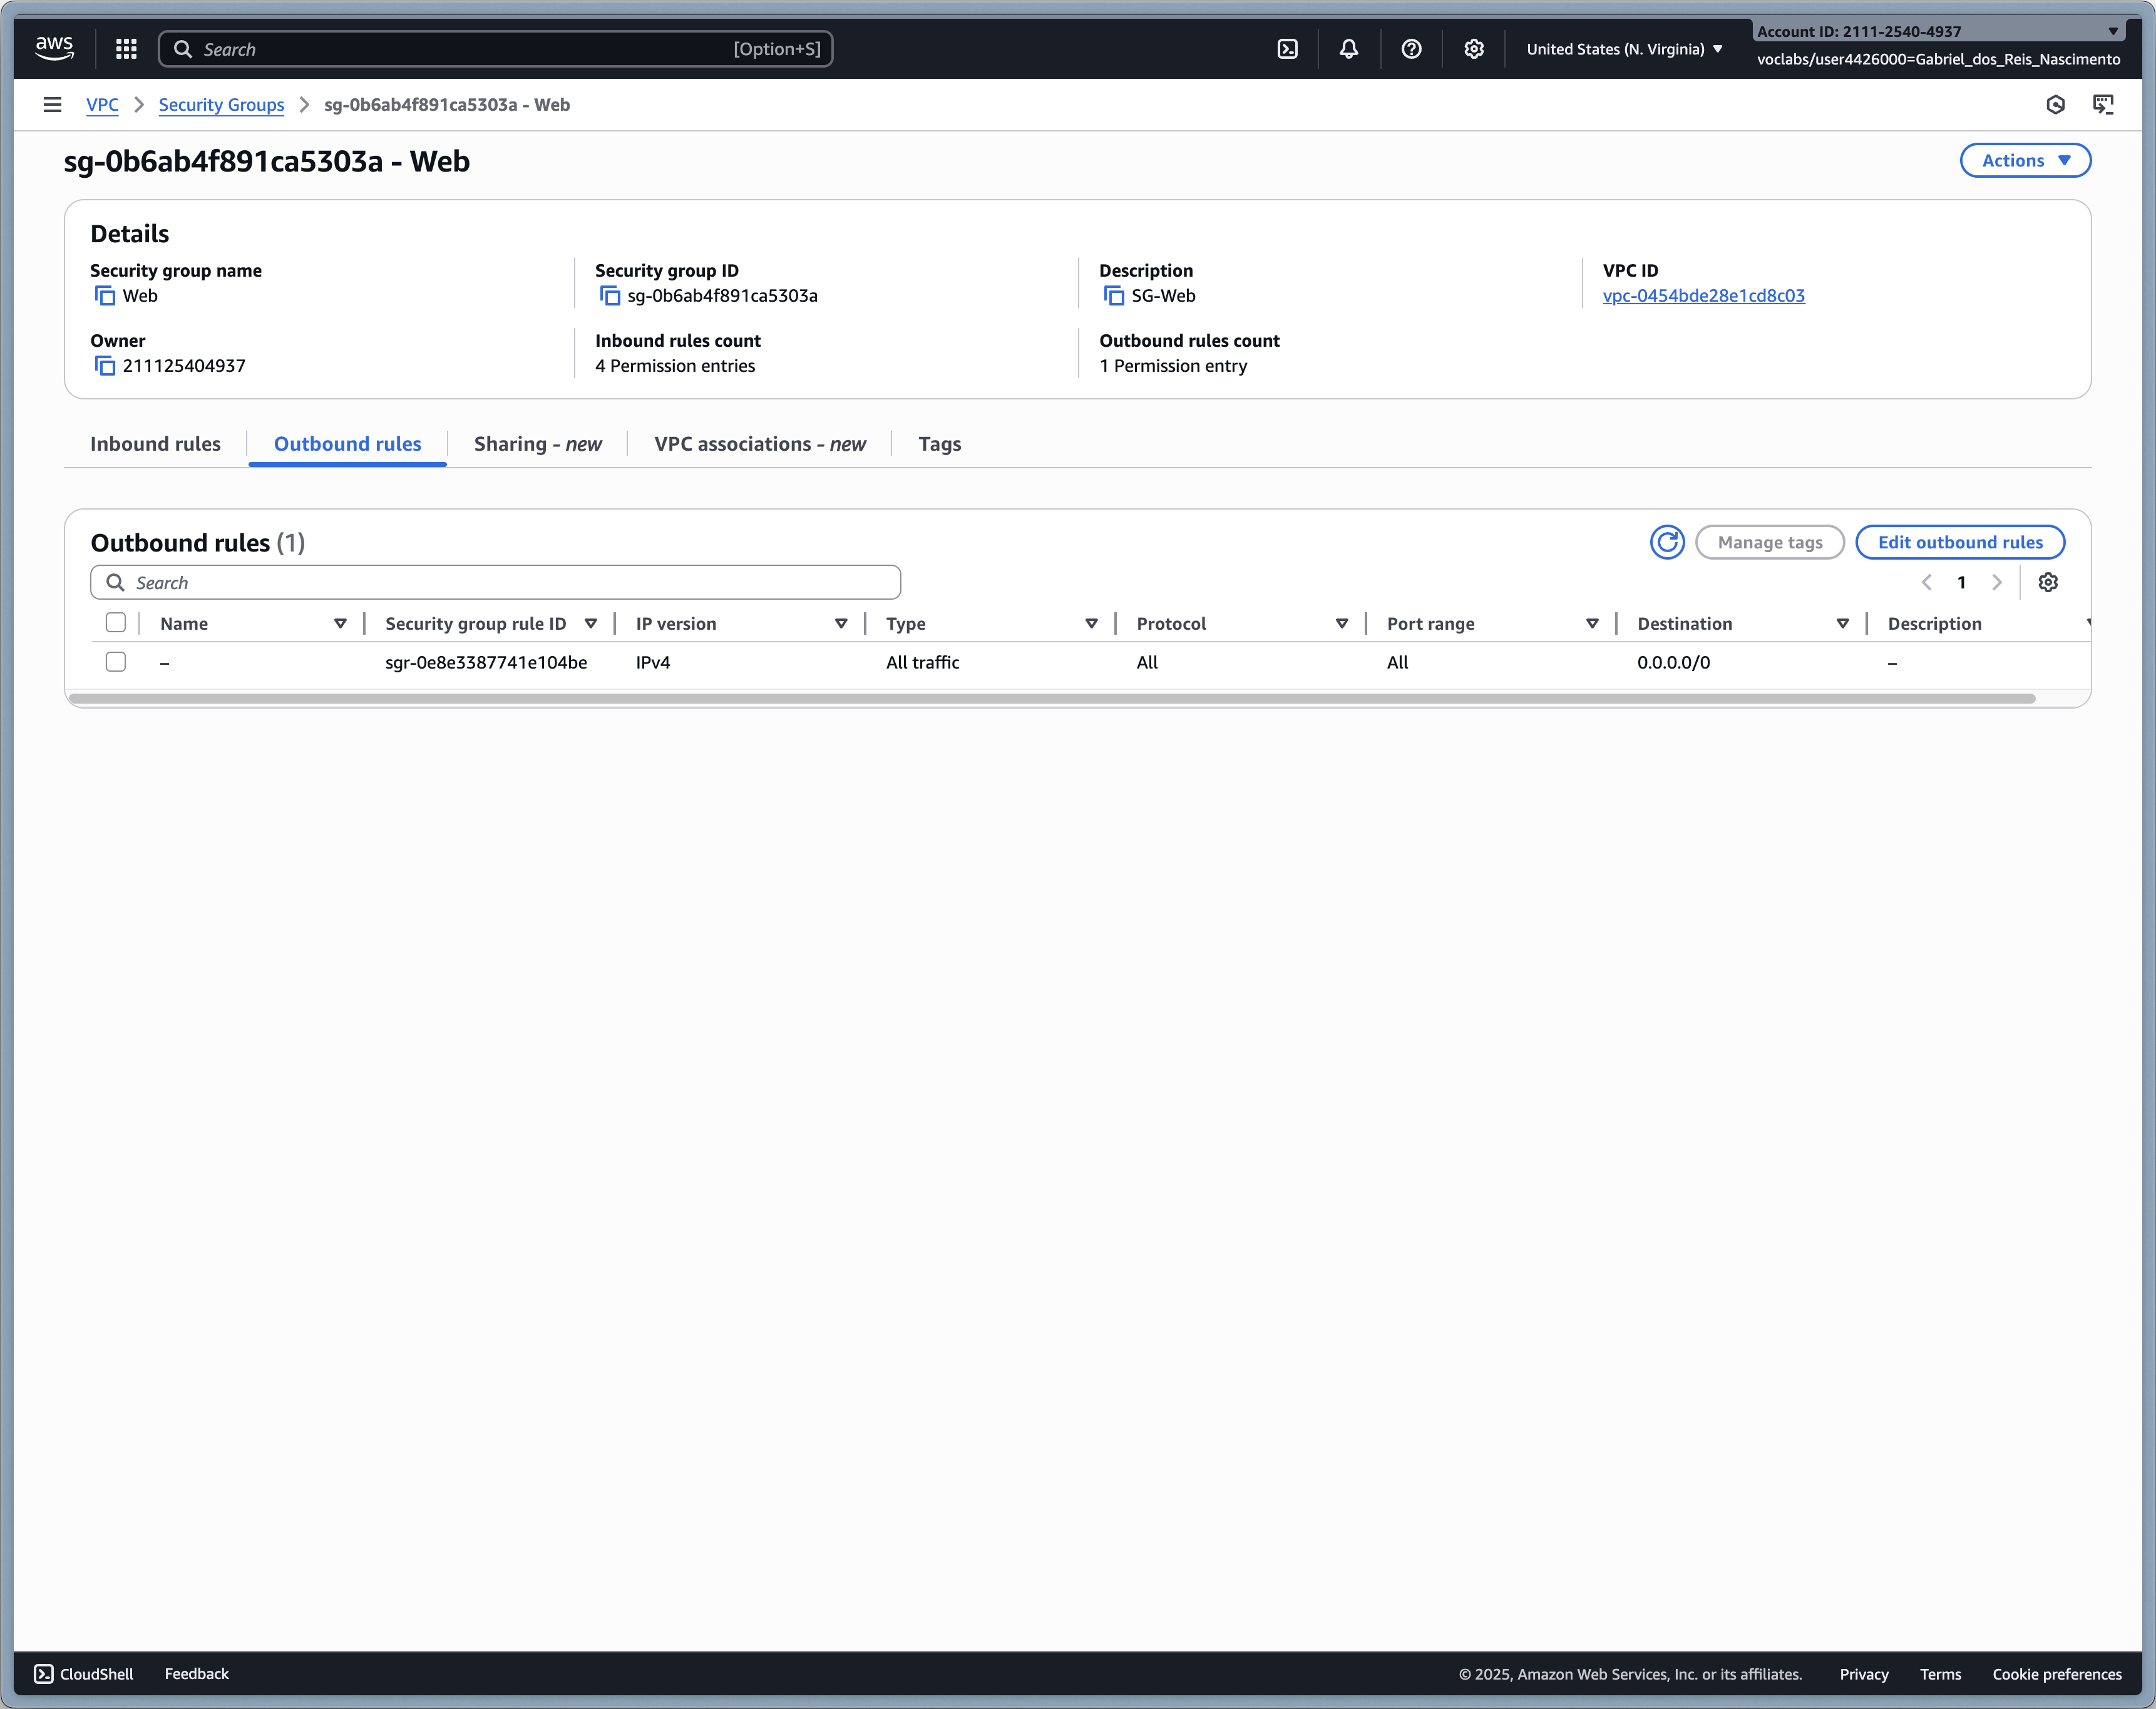 aws Search [Option+S] United States (N. Virginia) Account ID: 2111-2540-4937
voclabs/user4426000=Gabriel_dos_Reis_Nascimento
VPC Security Groups sg-0b6ab4f891ca5303a - Web
sg-0b6ab4f891ca5303a - Web Actions
Details
Security group name Security group ID Description VPC ID
Web sg-0b6ab4f891ca5303a SG-Web vpc-0454bde28e1cd8c03
Owner Inbound rules count Outbound rules count
211125404937 4 Permission entries 1 Permission entry
Inbound rules Outbound rules Sharing - new VPC associations - new Tags
Outbound rules (1) Manage tags Edit outbound rules
Search 1
Name Security group rule ID IP version Type Protocol Port range Destination Description
– sgr-0e8e3387741e104be IPv4 All traffic All All 0.0.0.0/0 –
CloudShell Feedback © 2025, Amazon Web Services, Inc. or its affiliates. Privacy Terms Cookie preferences